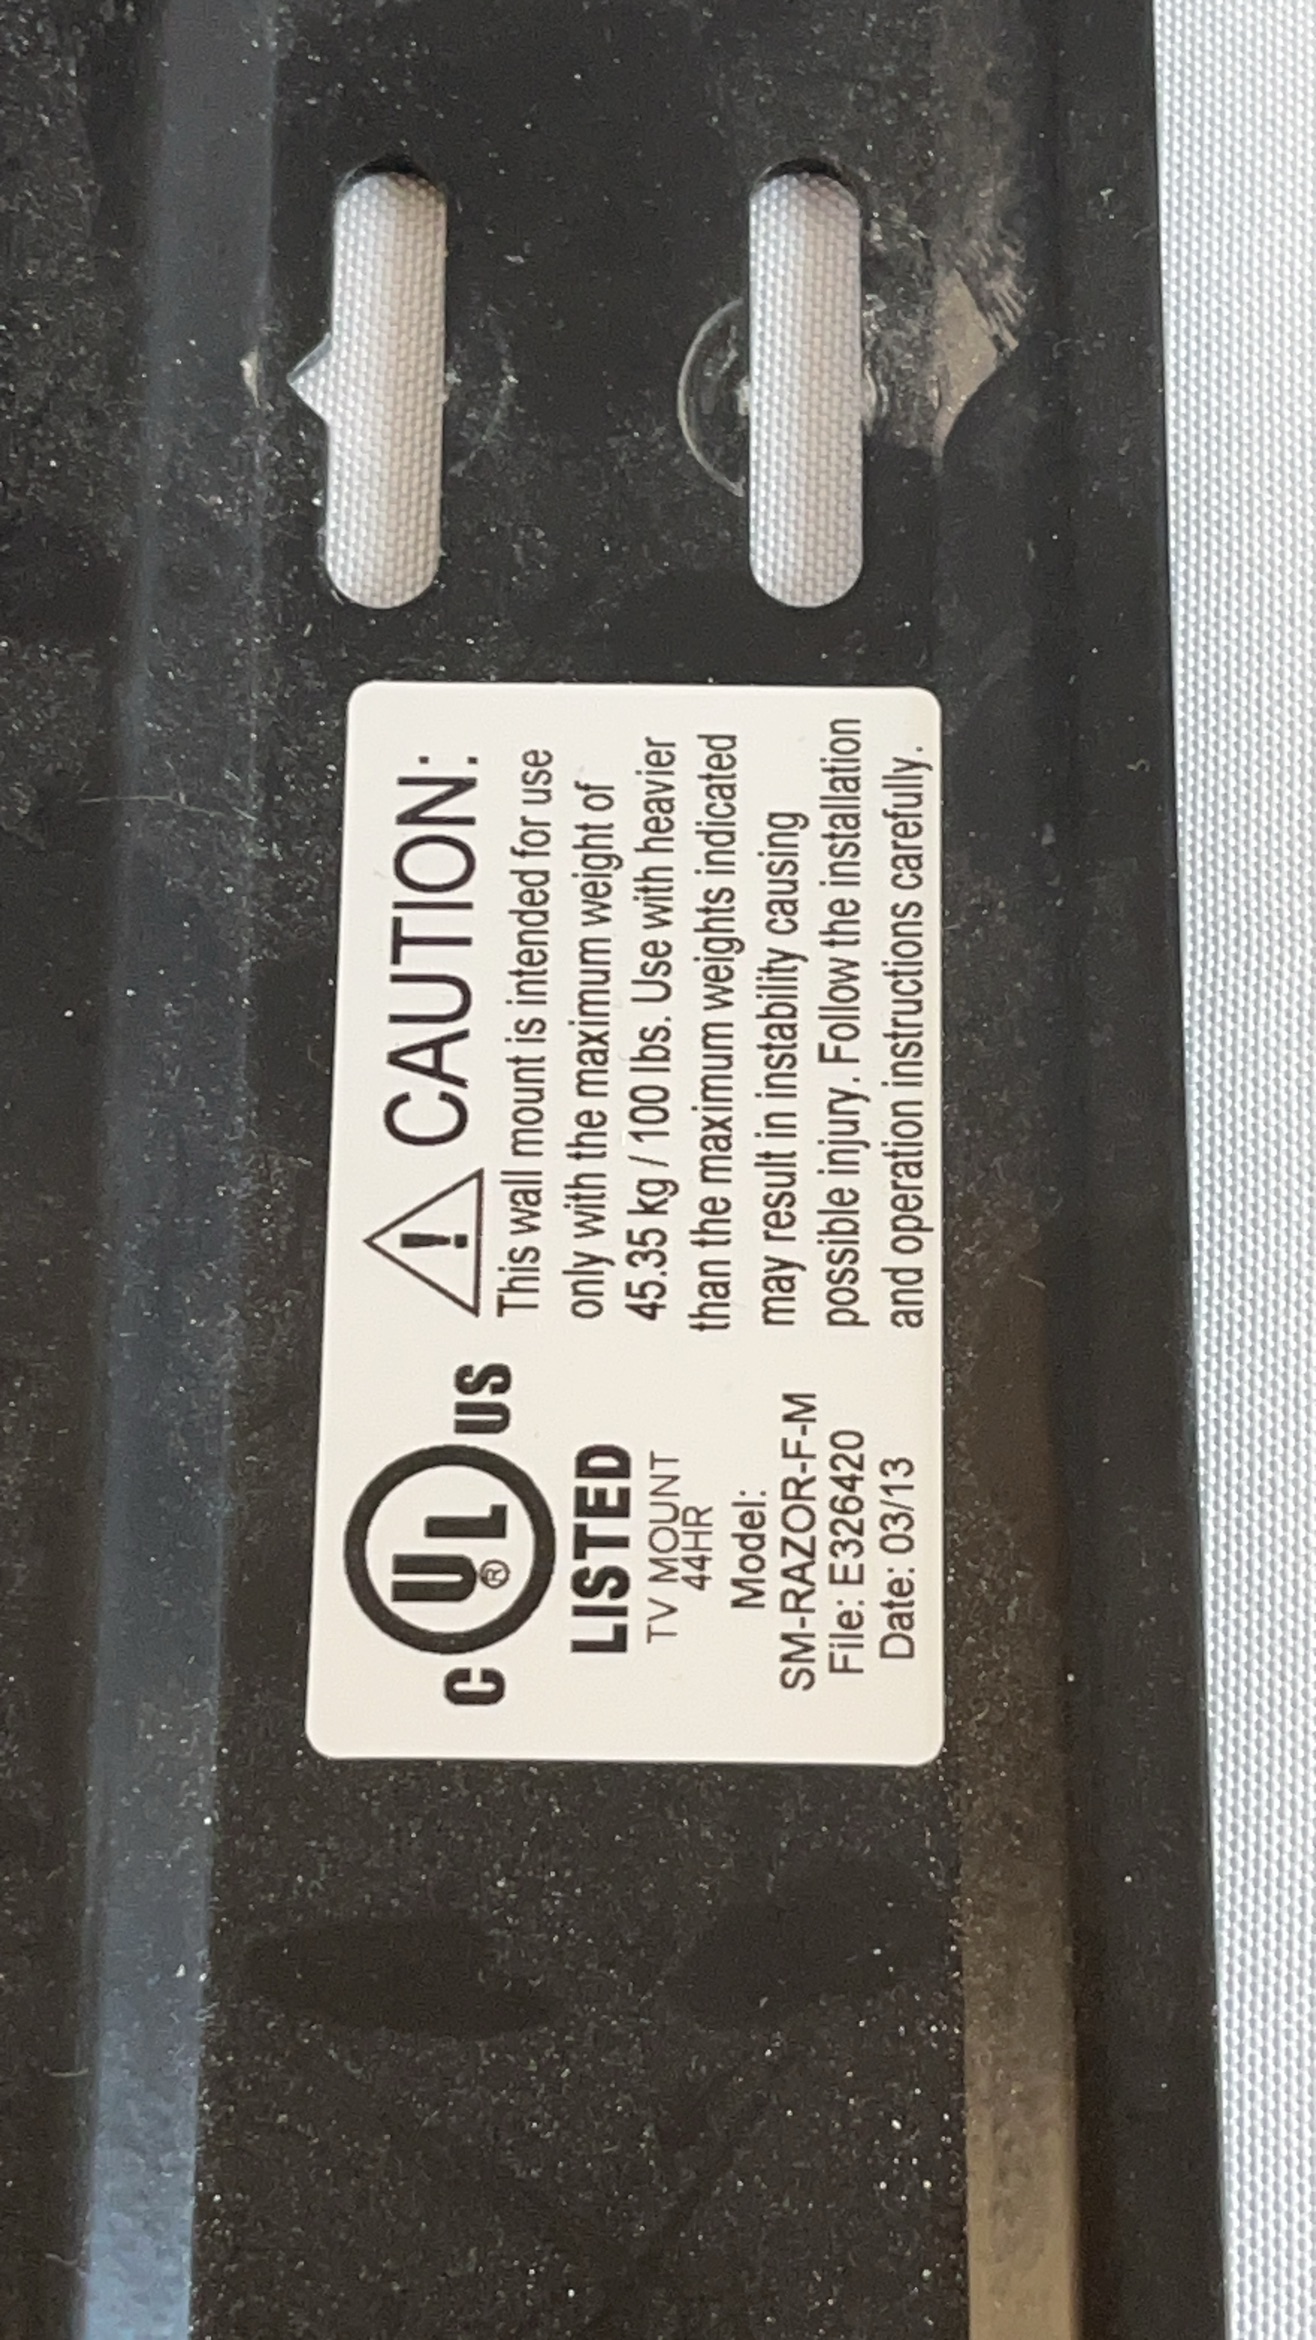 C UL® US
LISTED
TV MOUNT
44HR
Model:
SM-RAZOR-F-M
File: E326420
Date: 03/13
! CAUTION:
This wall mount is intended for use
only with the maximum weight of
45.35 kg / 100 lbs. Use with heavier
than the maximum weights indicated
may result in instability causing
possible injury. Follow the installation
and operation instructions carefully.